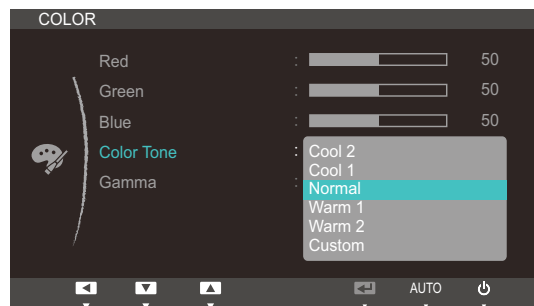 COLOR
Red : 50
Green : 50
Blue : 50
Color Tone : Cool 2
Cool 1
Gamma : Normal
Warm 1
Warm 2
Custom
AUTO